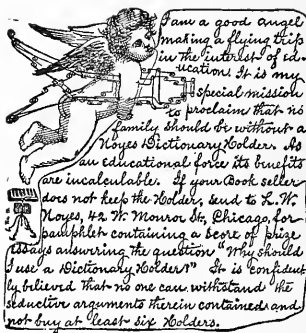 I am a good angel
making a flying trip
in the interest of ed-
ucation. It is my
special mission
to proclaim that no
family should be without a
Noyes Dictionary Holder. As
an educational force its benefits
are incalculable. If your Bookseller
does not keep the Holder, send to L. W.
Noyes, 42 W. Monroe St, Chicago, for
pamphlet containing a score of prize
essays answering the question "Why should
I use a Dictionary Holder?" It is confident
ly believed that no one can withstand the
seductive arguments therein contained and
not buy at least six Holders.